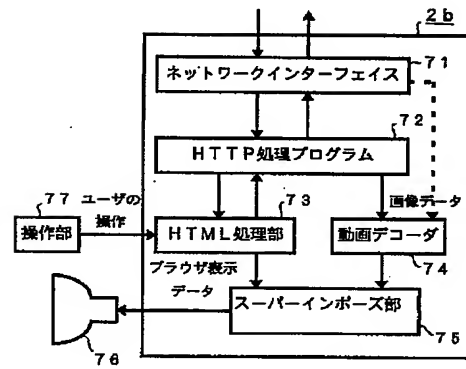 2b
71
ネットワークインターフェイス
72
HTTP処理プログラム
77
ユーザの
操作
73
画像データ
操作部
HTML処理部
動画デコーダ
74
ブラウザ表示
データ
スーパーインポーズ部
75
76